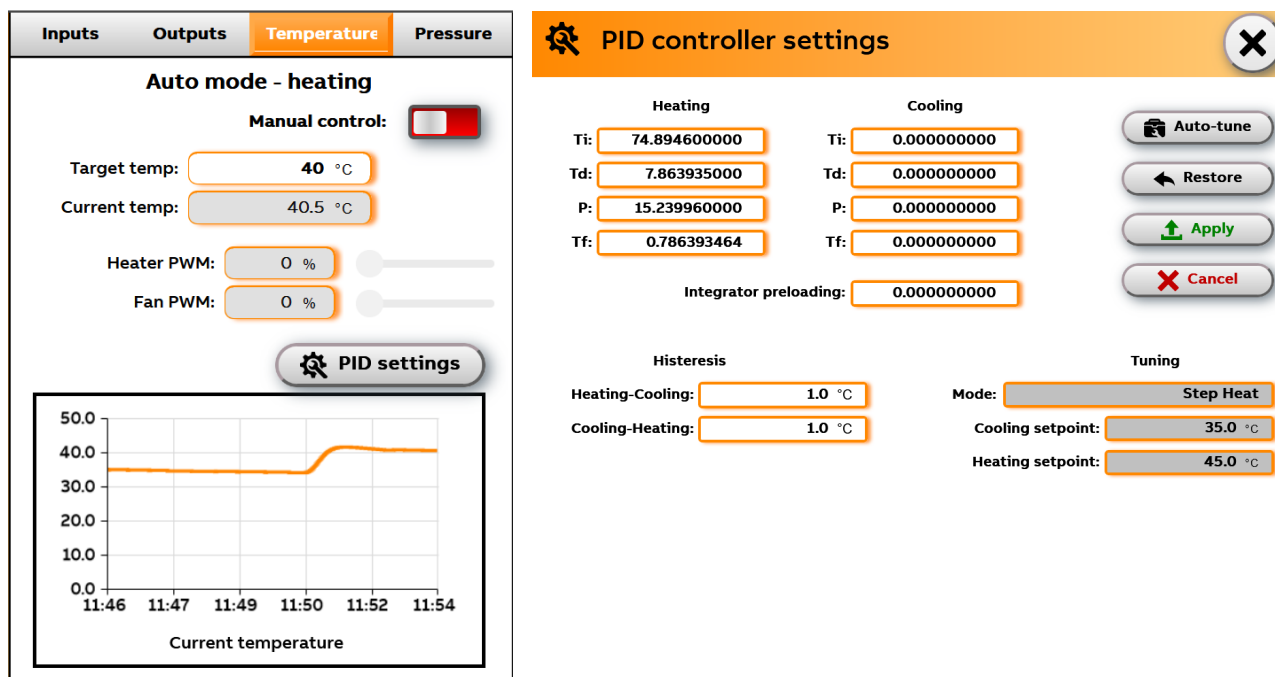 Inputs Outputs Temperature Pressure
Auto mode - heating
Manual control:
Target temp: 40 °C
Current temp: 40.5 °C
Heater PWM: 0 %
Fan PWM: 0 %
PID settings
50.0
40.0
30.0
20.0
10.0
0.0
11:46 11:47 11:49 11:50 11:52 11:54
Current temperature
PID controller settings
Heating Cooling
Ti: 74.894600000 Ti: 0.000000000 Auto-tune
Td: 7.863935000 Td: 0.000000000 Restore
P: 15.239960000 P: 0.000000000 Apply
Tf: 0.786393464 Tf: 0.000000000 Cancel
Integrator preloading: 0.000000000
Histeresis Tuning
Heating-Cooling: 1.0 °C Mode: Step Heat
Cooling-Heating: 1.0 °C Cooling setpoint: 35.0 °C
Heating setpoint: 45.0 °C